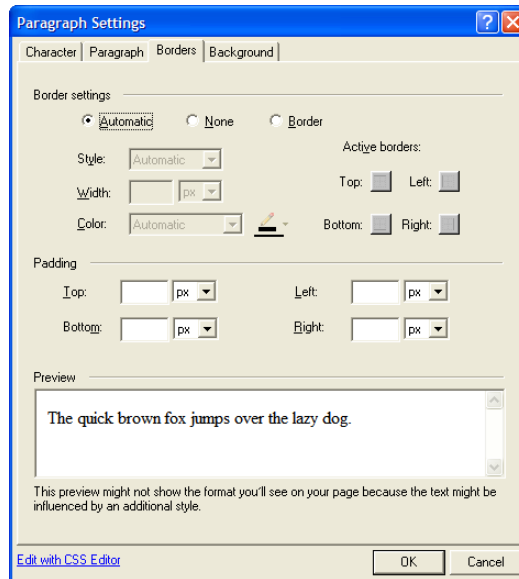 Paragraph Settings
Character Paragraph Borders Background
Border settings
Automatic None Border
Style: Automatic Active borders:
Width: px Top: Left:
Color: Automatic Bottom: Right:
Padding
Top: px Left: px
Bottom: px Right: px
Preview
The quick brown fox jumps over the lazy dog.
This preview might not show the format you'll see on your page because the text might be
influenced by an additional style.
Edit with CSS Editor OK Cancel